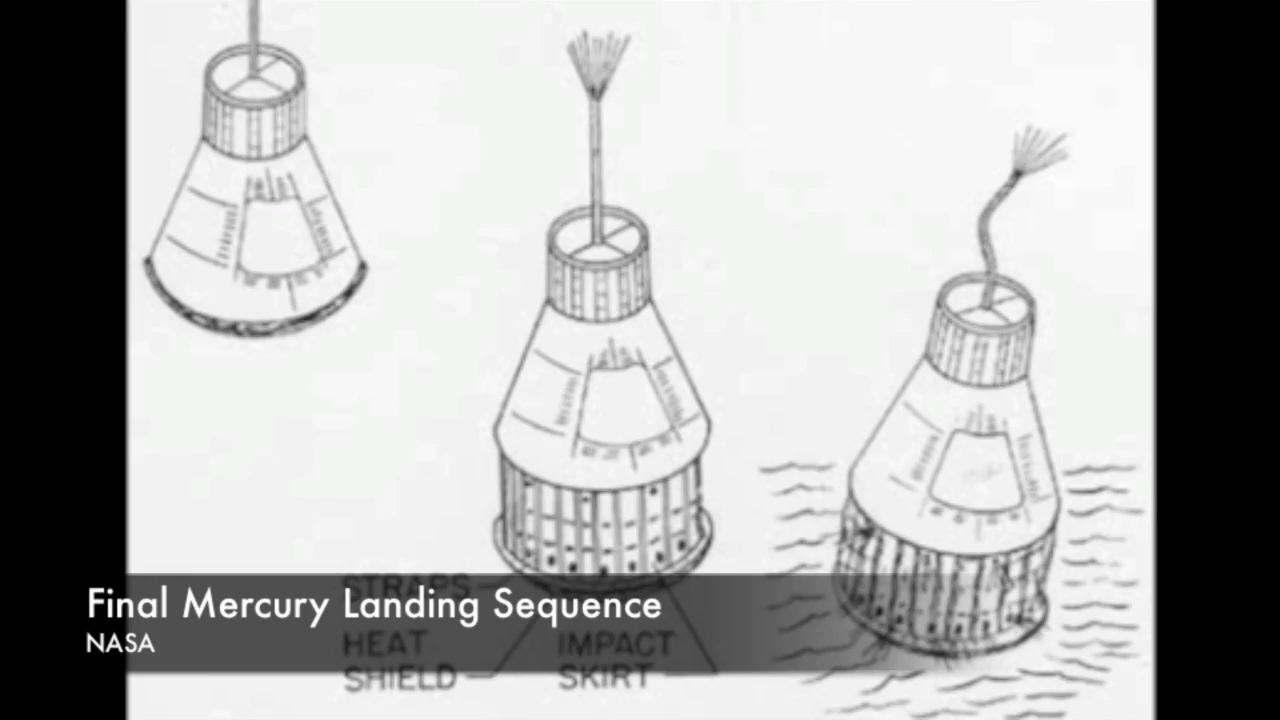 STRAPS
Final Mercury Landing Sequence
NASA
HEAT
SHIELD
IMPACT
SKIRT